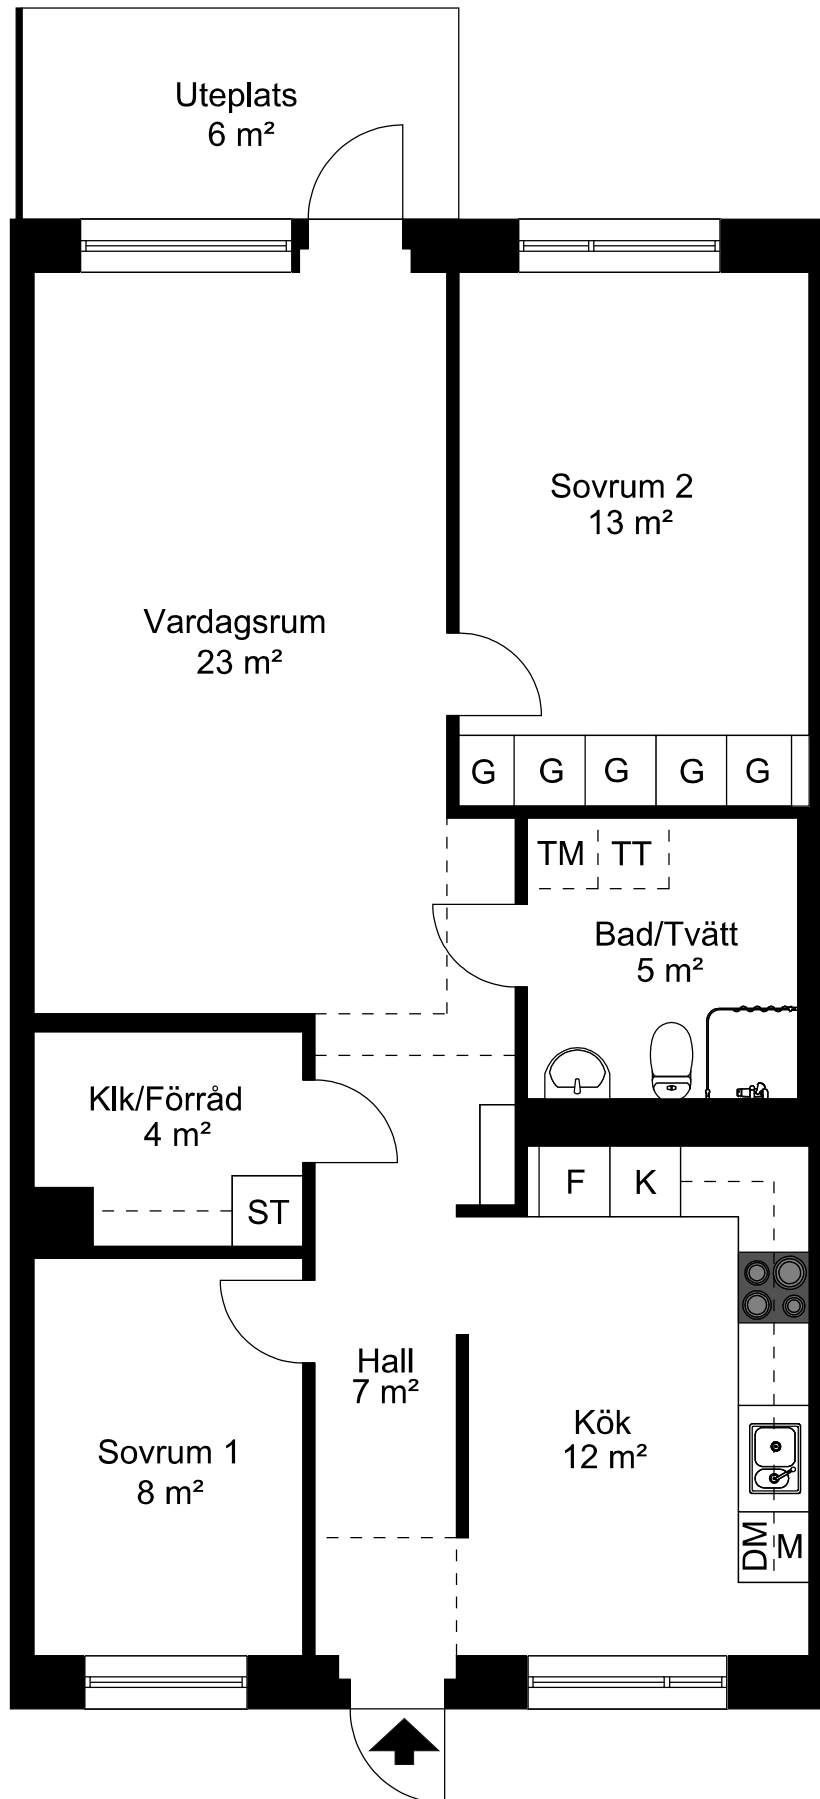 Uteplats
6 m²
Sovrum 2
13 m²
Vardagsrum
23 m²
G G G G G
TM TT
Bad/Tvätt
5 m²
Klk/Förråd
4 m²
ST
F K
Hall
7 m²
Kök
12 m²
Sovrum 1
8 m²
DM M